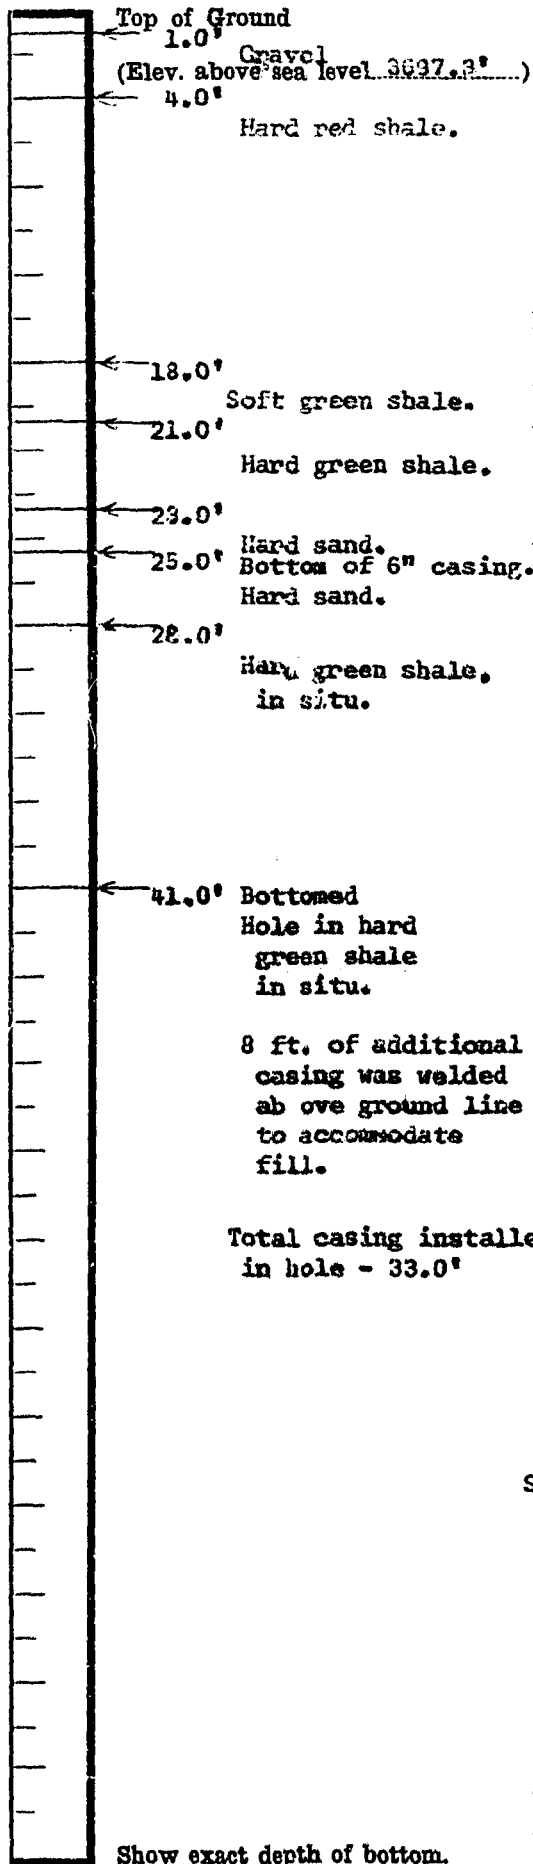 Top of Ground
1.0'
Gravel
(Elev. above sea level 3697.3' )
4.0'
Hard red shale.
18.0'
Soft green shale.
21.0'
Hard green shale.
23.0'
Hard sand.
25.0' Bottom of 6" casing.
Hard sand.
28.0'
Hard green shale.
in situ.
41.0' Bottomed
Hole in hard
green shale
in situ.
8 ft. of additional
casing was welded
ab ove ground line
to accommodate
fill.
Total casing installe
in hole - 33.0'
S
Show exact depth of bottom.